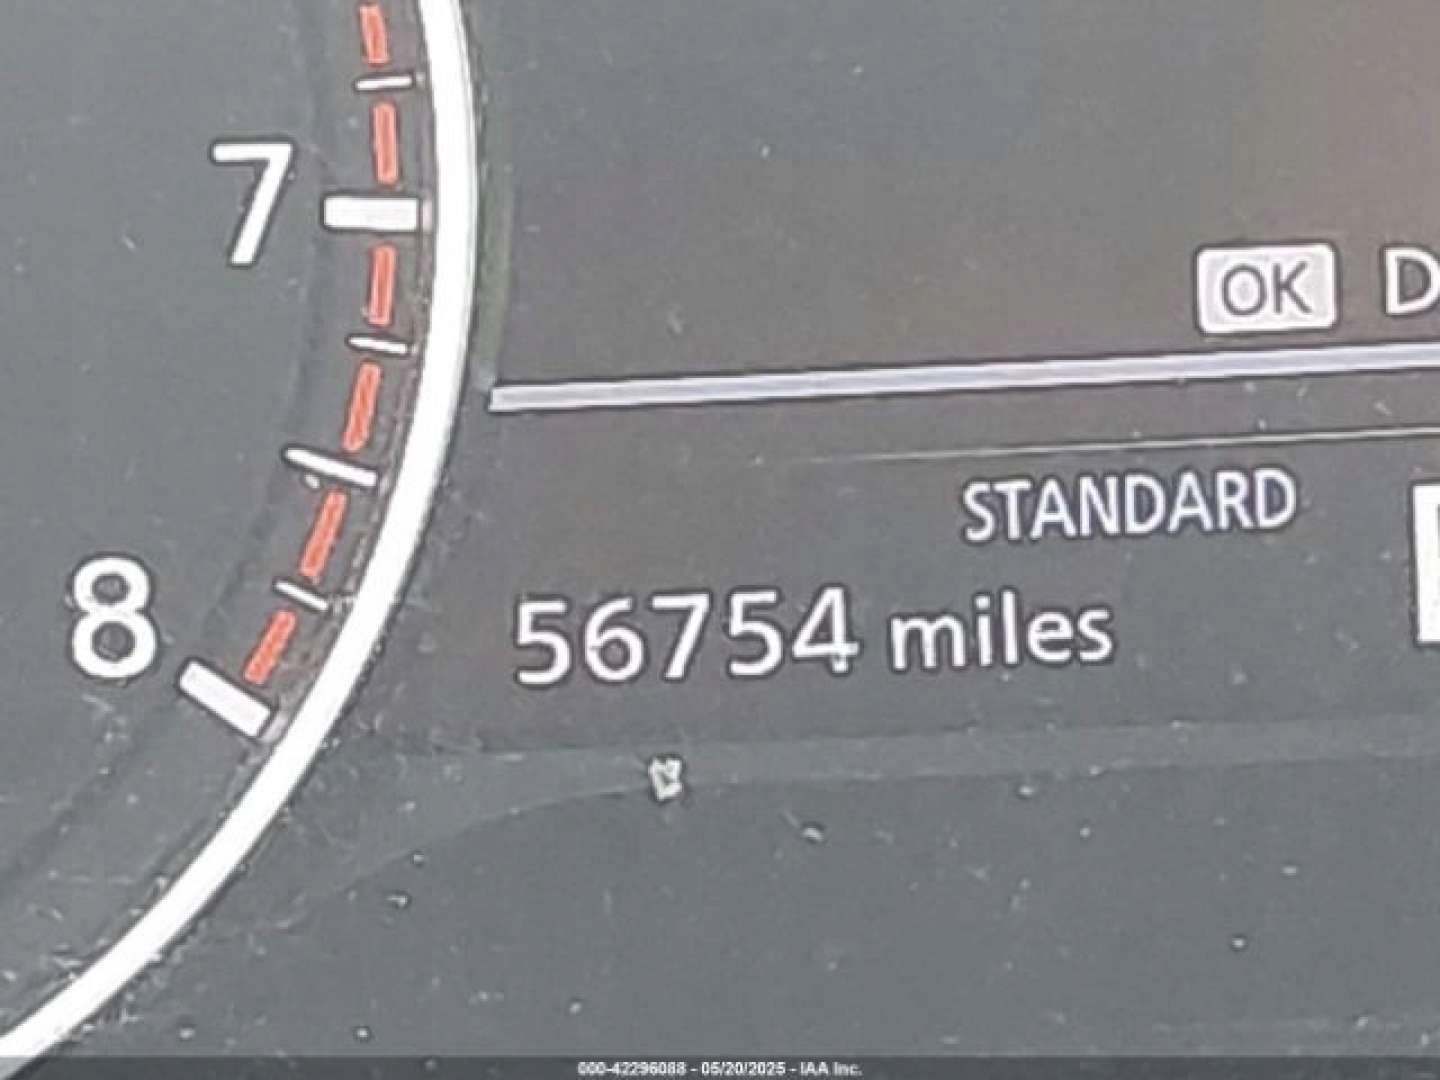 7
OK D
STANDARD
8
56754 miles
000-42296088 - 05/20/2025 - IAA Inc.